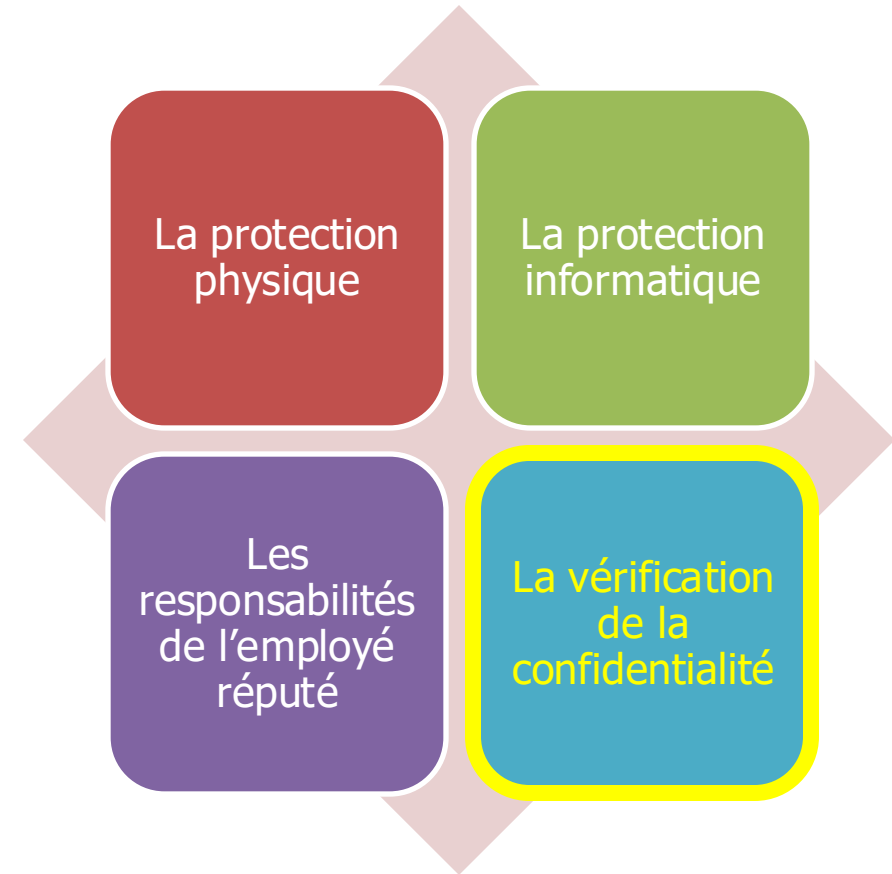 La protection
physique
La protection
informatique
Les
responsabilités
de l’employé
réputé
La vérification
de la
confidentialité